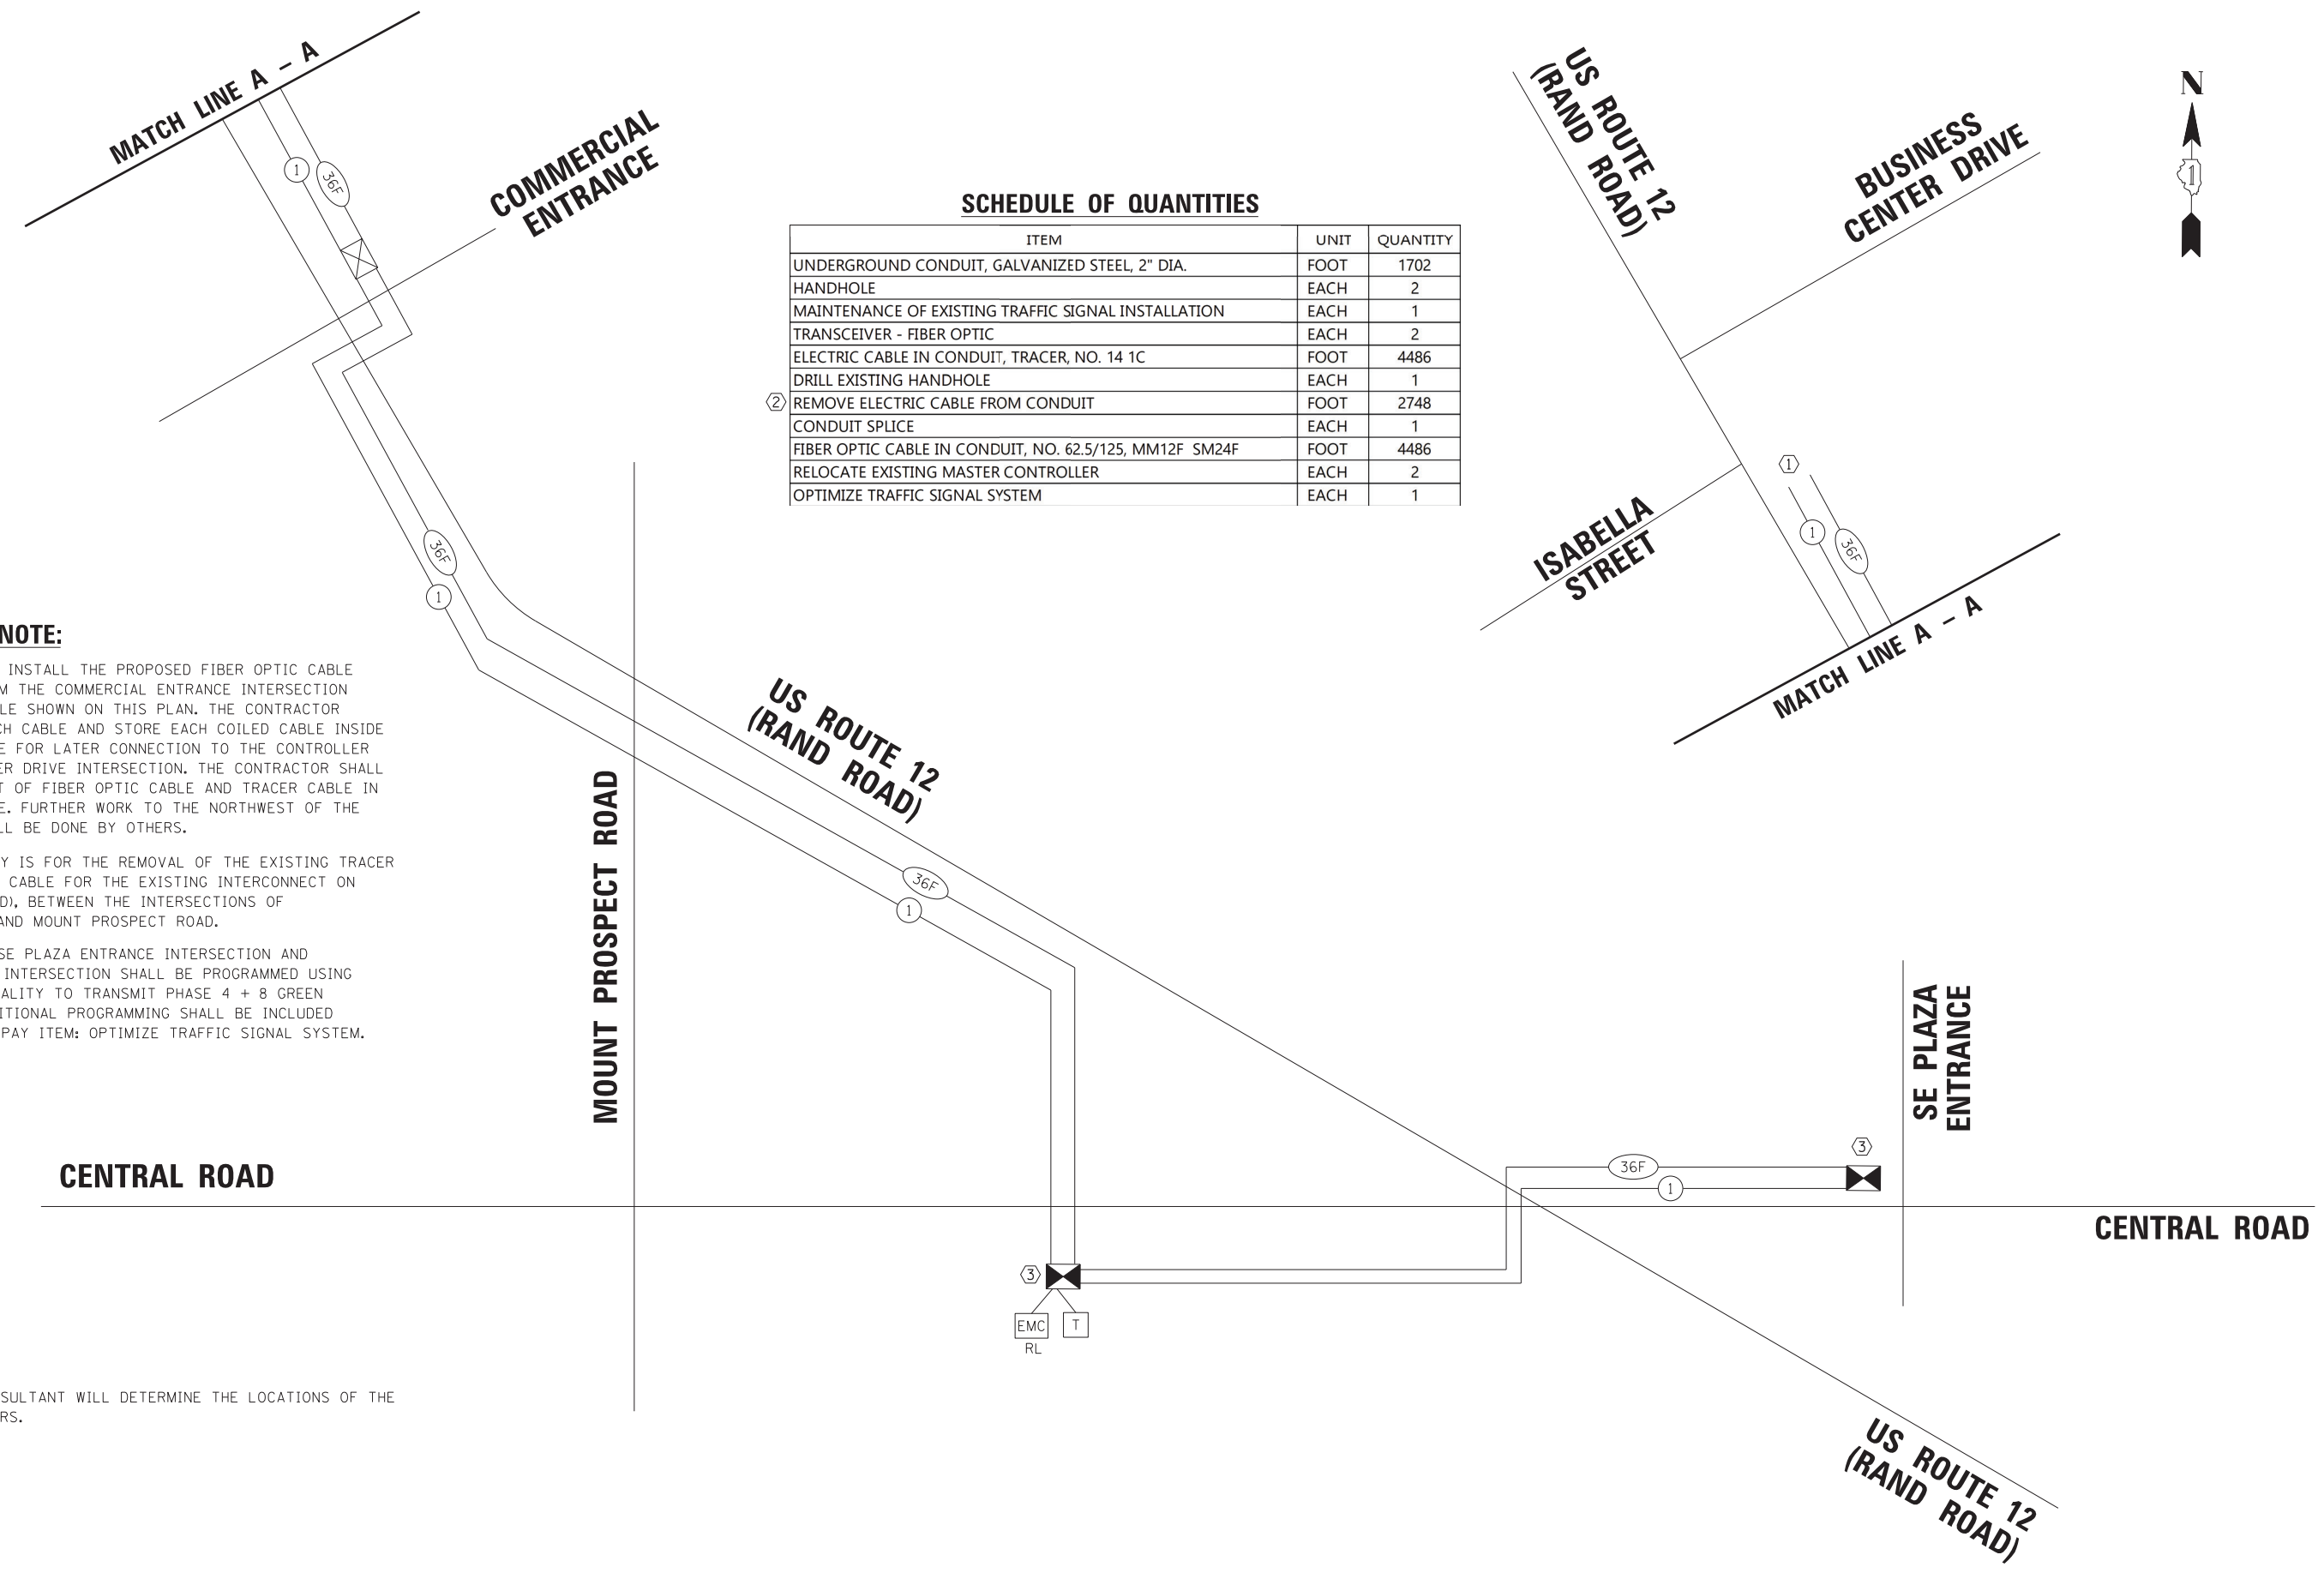 MATCH LINE A - A
1
36F
COMMERCIAL
ENTRANCE
SCHEDULE OF QUANTITIES
ITEM UNIT QUANTITY
UNDERGROUND CONDUIT, GALVANIZED STEEL, 2" DIA. FOOT 1702
HANDHOLE EACH 2
MAINTENANCE OF EXISTING TRAFFIC SIGNAL INSTALLATION EACH 1
TRANSCEIVER - FIBER OPTIC EACH 2
ELECTRIC CABLE IN CONDUIT, TRACER, NO. 14 1C FOOT 4486
DRILL EXISTING HANDHOLE EACH 1
2 REMOVE ELECTRIC CABLE FROM CONDUIT FOOT 2748
CONDUIT SPLICE EACH 1
FIBER OPTIC CABLE IN CONDUIT, NO. 62.5/125, MM12F SM24F FOOT 4486
RELOCATE EXISTING MASTER CONTROLLER EACH 2
OPTIMIZE TRAFFIC SIGNAL SYSTEM EACH 1
US ROUTE 12
(RAND ROAD)
BUSINESS
CENTER DRIVE
N
1
ISABELLA
STREET
1
1
36F
MATCH LINE A - A
36F
1
NOTE:
INSTALL THE PROPOSED FIBER OPTIC CABLE
M THE COMMERCIAL ENTRANCE INTERSECTION
LE SHOWN ON THIS PLAN. THE CONTRACTOR
CH CABLE AND STORE EACH COILED CABLE INSIDE
E FOR LATER CONNECTION TO THE CONTROLLER
ER DRIVE INTERSECTION. THE CONTRACTOR SHALL
T OF FIBER OPTIC CABLE AND TRACER CABLE IN
E. FURTHER WORK TO THE NORTHWEST OF THE
LL BE DONE BY OTHERS.
Y IS FOR THE REMOVAL OF THE EXISTING TRACER
CABLE FOR THE EXISTING INTERCONNECT ON
D), BETWEEN THE INTERSECTIONS OF
AND MOUNT PROSPECT ROAD.
SE PLAZA ENTRANCE INTERSECTION AND
INTERSECTION SHALL BE PROGRAMMED USING
ALITY TO TRANSMIT PHASE 4 + 8 GREEN
ITIONAL PROGRAMMING SHALL BE INCLUDED
PAY ITEM: OPTIMIZE TRAFFIC SIGNAL SYSTEM.
US ROUTE 12
(RAND ROAD)
MOUNT PROSPECT ROAD
36F
1
SE PLAZA
ENTRANCE
CENTRAL ROAD
3
36F
1
CENTRAL ROAD
3
EMC
T
RL
SULTANT WILL DETERMINE THE LOCATIONS OF THE
RS.
US ROUTE 12
(RAND ROAD)